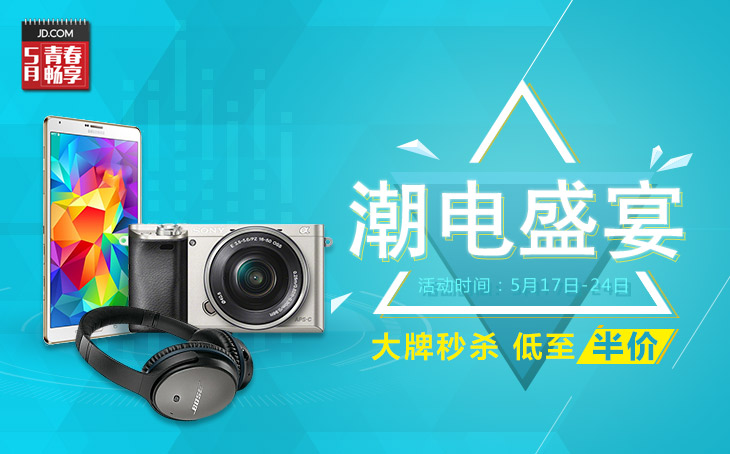 JD.COM
5月 青春畅享
潮电盛宴
活动时间：5月17日-24日
大牌秒杀 低至 半价
SONY
α
APS-C
BOSE